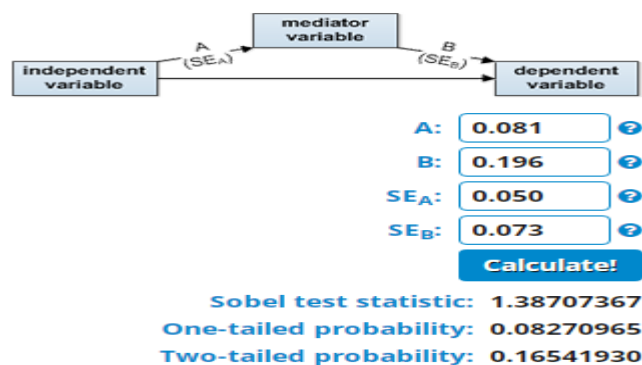 mediator
variable
A
(SEA)
B
(SEB)
independent
variable
dependent
variable
A: 0.081 ?
B: 0.196 ?
SEA: 0.050 ?
SEB: 0.073 ?
Calculate!
Sobel test statistic: 1.38707367
One-tailed probability: 0.08270965
Two-tailed probability: 0.16541930